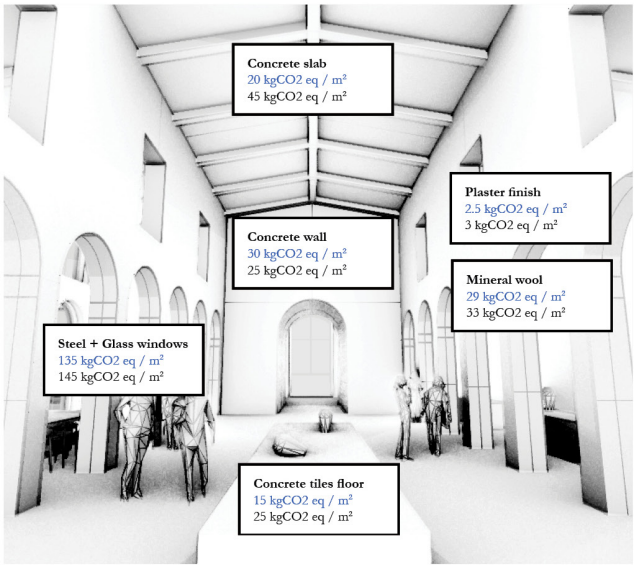 Concrete slab
20 kgCO2 eq / m²
45 kgCO2 eq / m²
Plaster finish
2.5 kgCO2 eq / m²
3 kgCO2 eq / m²
Concrete wall
30 kgCO2 eq / m²
25 kgCO2 eq / m²
Mineral wool
29 kgCO2 eq / m²
33 kgCO2 eq / m²
Steel + Glass windows
135 kgCO2 eq / m²
145 kgCO2 eq / m²
Concrete tiles floor
15 kgCO2 eq / m²
25 kgCO2 eq / m²